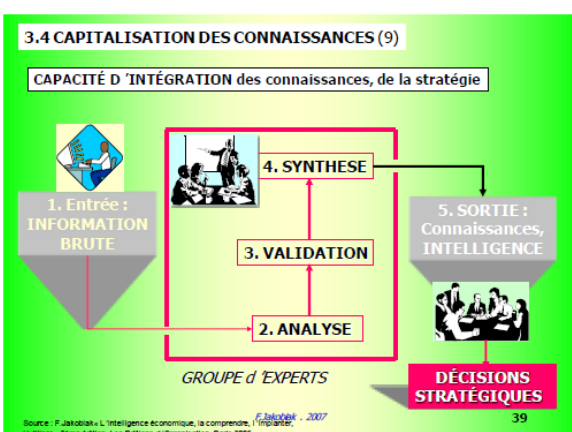 3.4 CAPITALISATION DES CONNAISSANCES (9)
CAPACITÉ D 'INTÉGRATION des connaissances, de la stratégie
4. SYNTHESE
1. Entrée :
INFORMATION
BRUTE
5. SORTIE :
Connaissances,
INTELLIGENCE
3. VALIDATION
2. ANALYSE
GROUPE d 'EXPERTS
DÉCISIONS
STRATÉGIQUES
F.Jakobiak . 2007
39
Source : F.Jakobiak« L 'intelligence économique, la comprendre, l 'implanter,